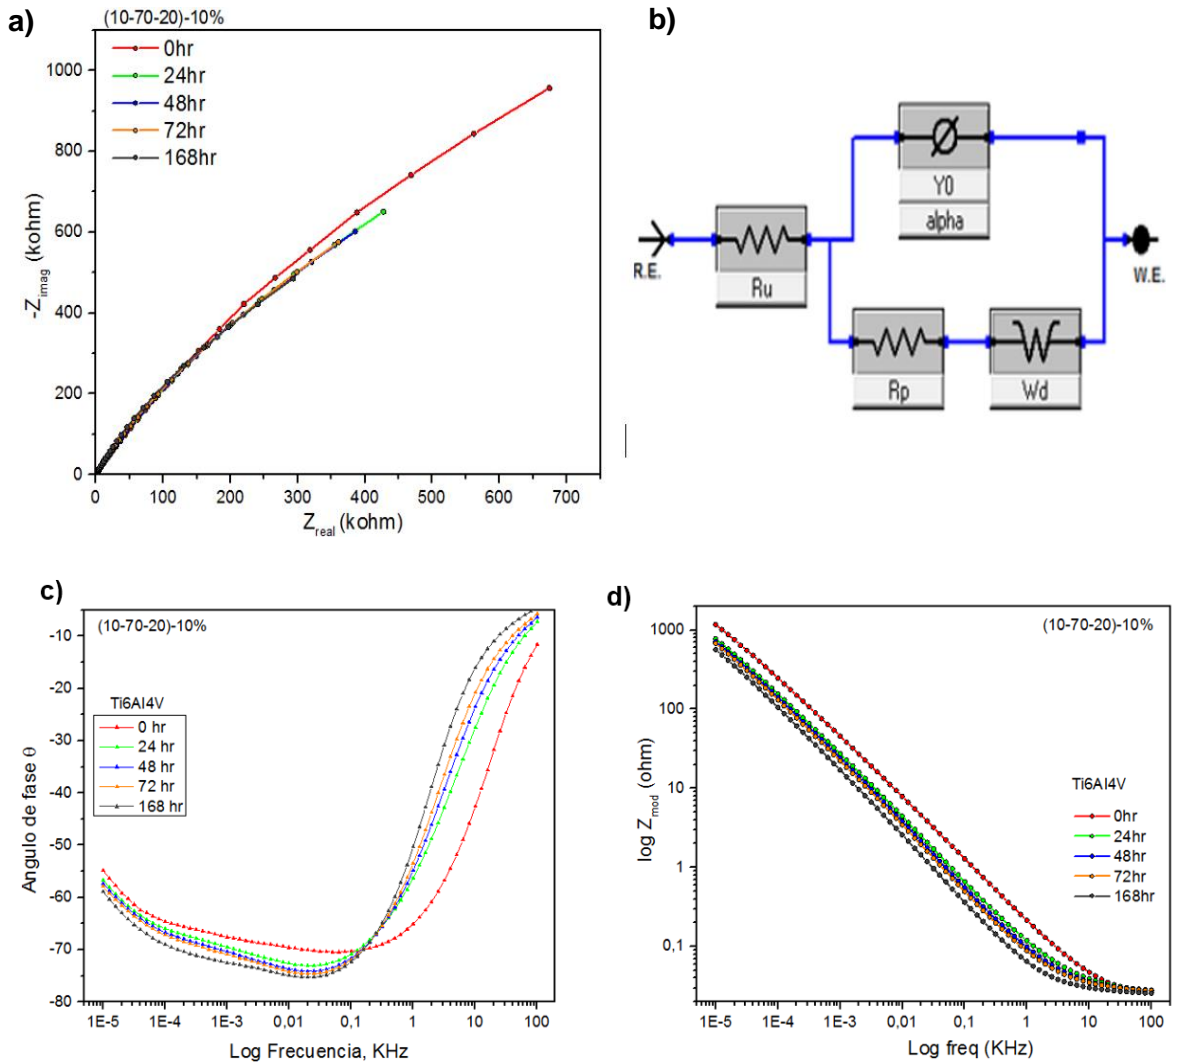 a)
(10-70-20)-10%
0hr
24hr
48hr
72hr
168hr
1000
800
600
400
200
0
-Zimag (kohm)
0 100 200 300 400 500 600 700
Zreal (kohm)
b)
R.E.
Ru
Y0
alpha
Rp
Wd
W.E.
c)
(10-70-20)-10%
Ti6Al4V
0 hr
24 hr
48 hr
72 hr
168 hr
-10
-20
-30
-40
-50
-60
-70
-80
Angulo de fase θ
1E-5 1E-4 1E-3 0,01 0,1 1 10 100
Log Frecuencia, KHz
d)
(10-70-20)-10%
Ti6Al4V
0hr
24hr
48hr
72hr
168hr
1000
100
10
1
0,1
log Zmod (ohm)
1E-5 1E-4 1E-3 0,01 0,1 1 10 100
Log freq (KHz)